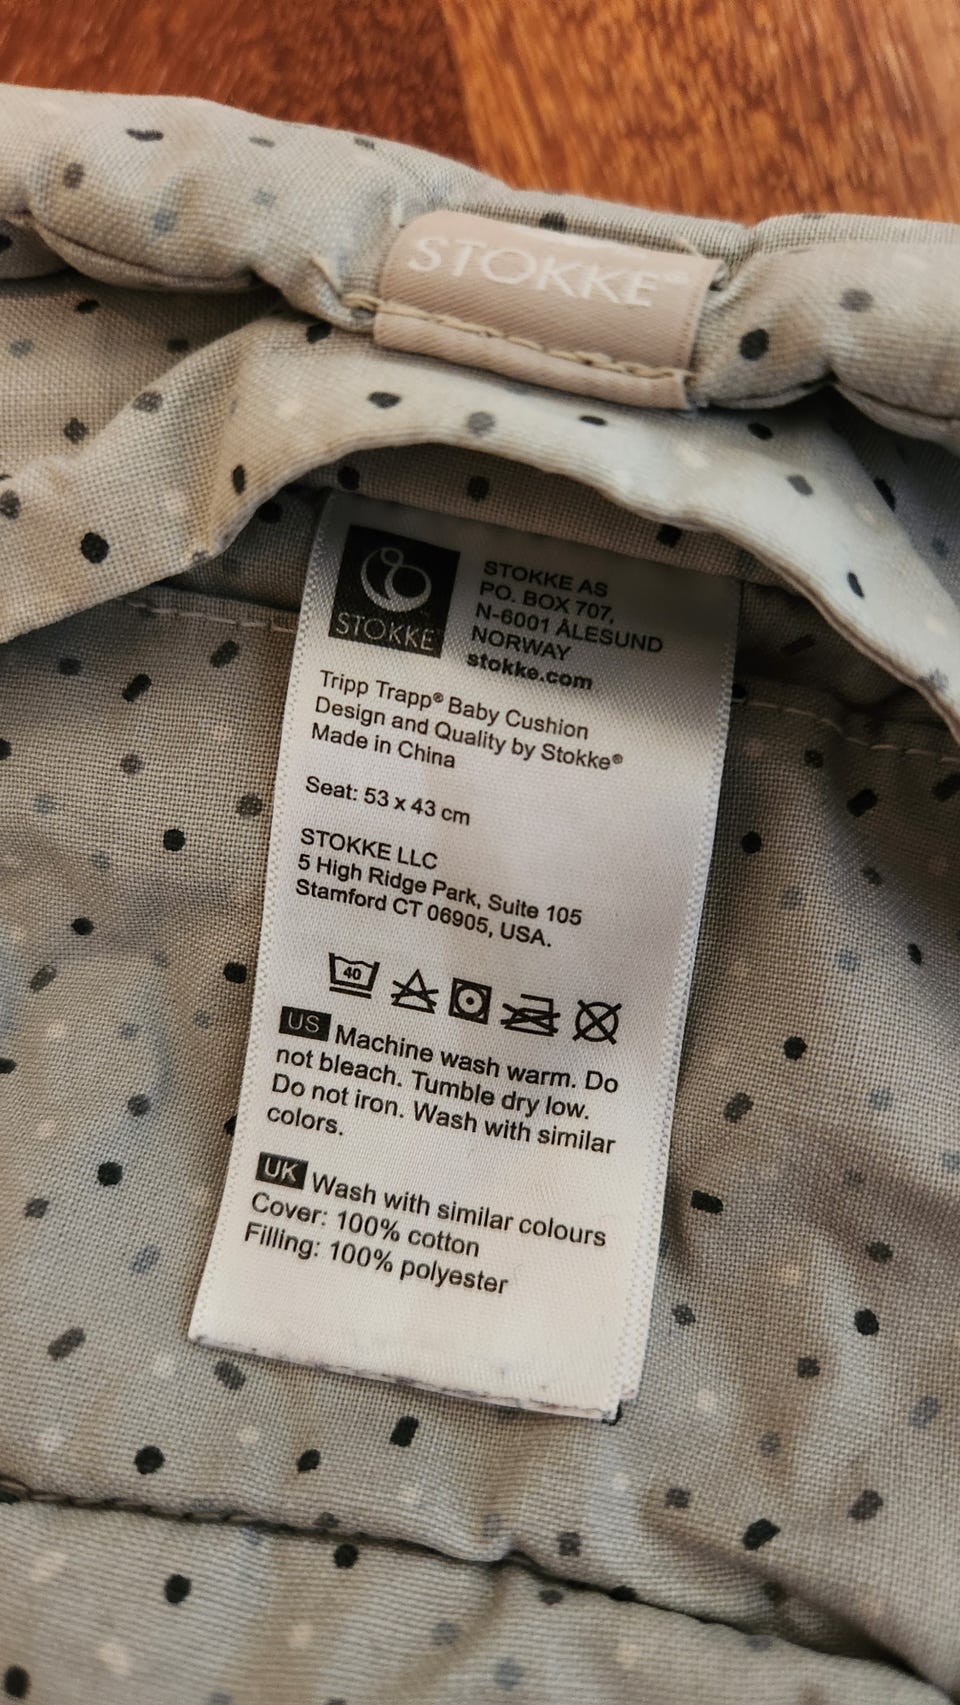 STOKKE
STOKKE
STOKKE AS
PO. BOX 707,
N-6001 ÅLESUND
NORWAY
stokke.com
Tripp Trapp® Baby Cushion
Design and Quality by Stokke®
Made in China
Seat: 53 x 43 cm
STOKKE LLC
5 High Ridge Park, Suite 105
Stamford CT 06905, USA.
40
US Machine wash warm. Do
not bleach. Tumble dry low.
Do not iron. Wash with similar
colors.
UK Wash with similar colours
Cover: 100% cotton
Filling: 100% polyester